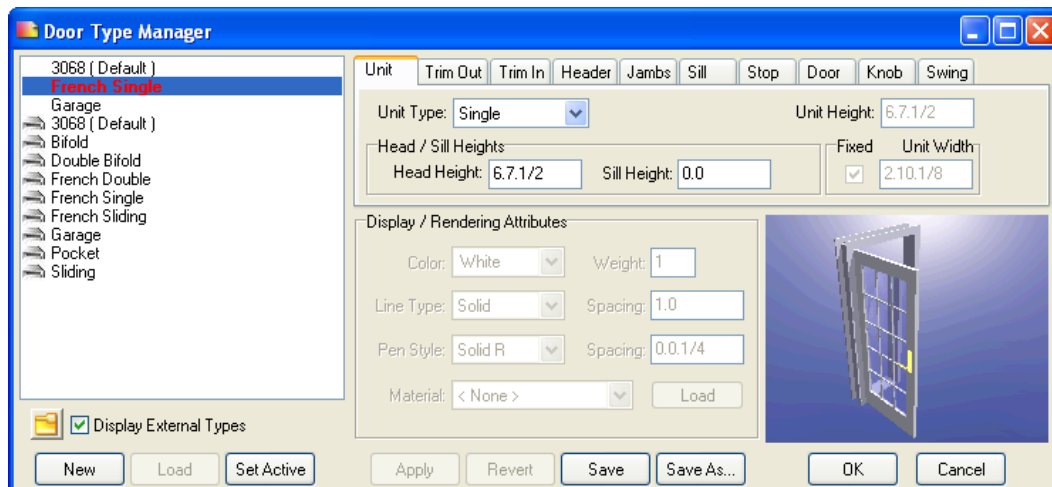 Door Type Manager
3068 ( Default )
French Single
Garage
3068 ( Default )
Bifold
Double Bifold
French Double
French Single
French Sliding
Garage
Pocket
Sliding
Display External Types
New Load Set Active
Unit Trim Out Trim In Header Jambs Sill Stop Door Knob Swing
Unit Type: Single Unit Height: 6.7.1/2
Head / Sill Heights Fixed Unit Width
Head Height: 6.7.1/2 Sill Height: 0.0 2.10.1/8
Display / Rendering Attributes
Color: White Weight: 1
Line Type: Solid Spacing: 1.0
Pen Style: Solid R Spacing: 0.0.1/4
Material: < None > Load
Apply Revert Save Save As... OK Cancel